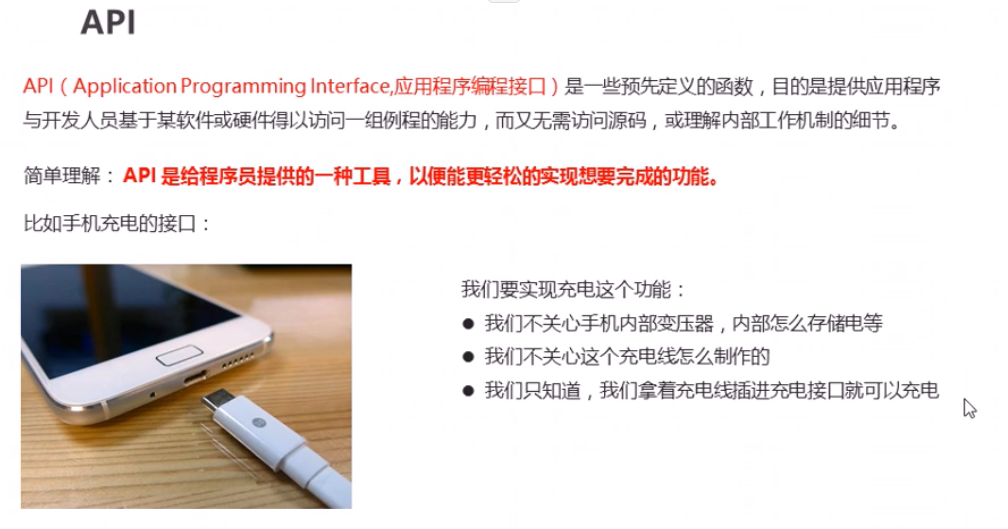 API
API（Application Programming Interface,应用程序编程接口）是一些预先定义的函数，目的是提供应用程序
与开发人员基于某软件或硬件得以访问一组例程的能力，而又无需访问源码，或理解内部工作机制的细节。
简单理解： API 是给程序员提供的一种工具，以便能更轻松的实现想要完成的功能。
比如手机充电的接口：
我们要实现充电这个功能：
● 我们不关心手机内部变压器，内部怎么存储电等
● 我们不关心这个充电线怎么制作的
● 我们只知道，我们拿着充电线插进充电接口就可以充电